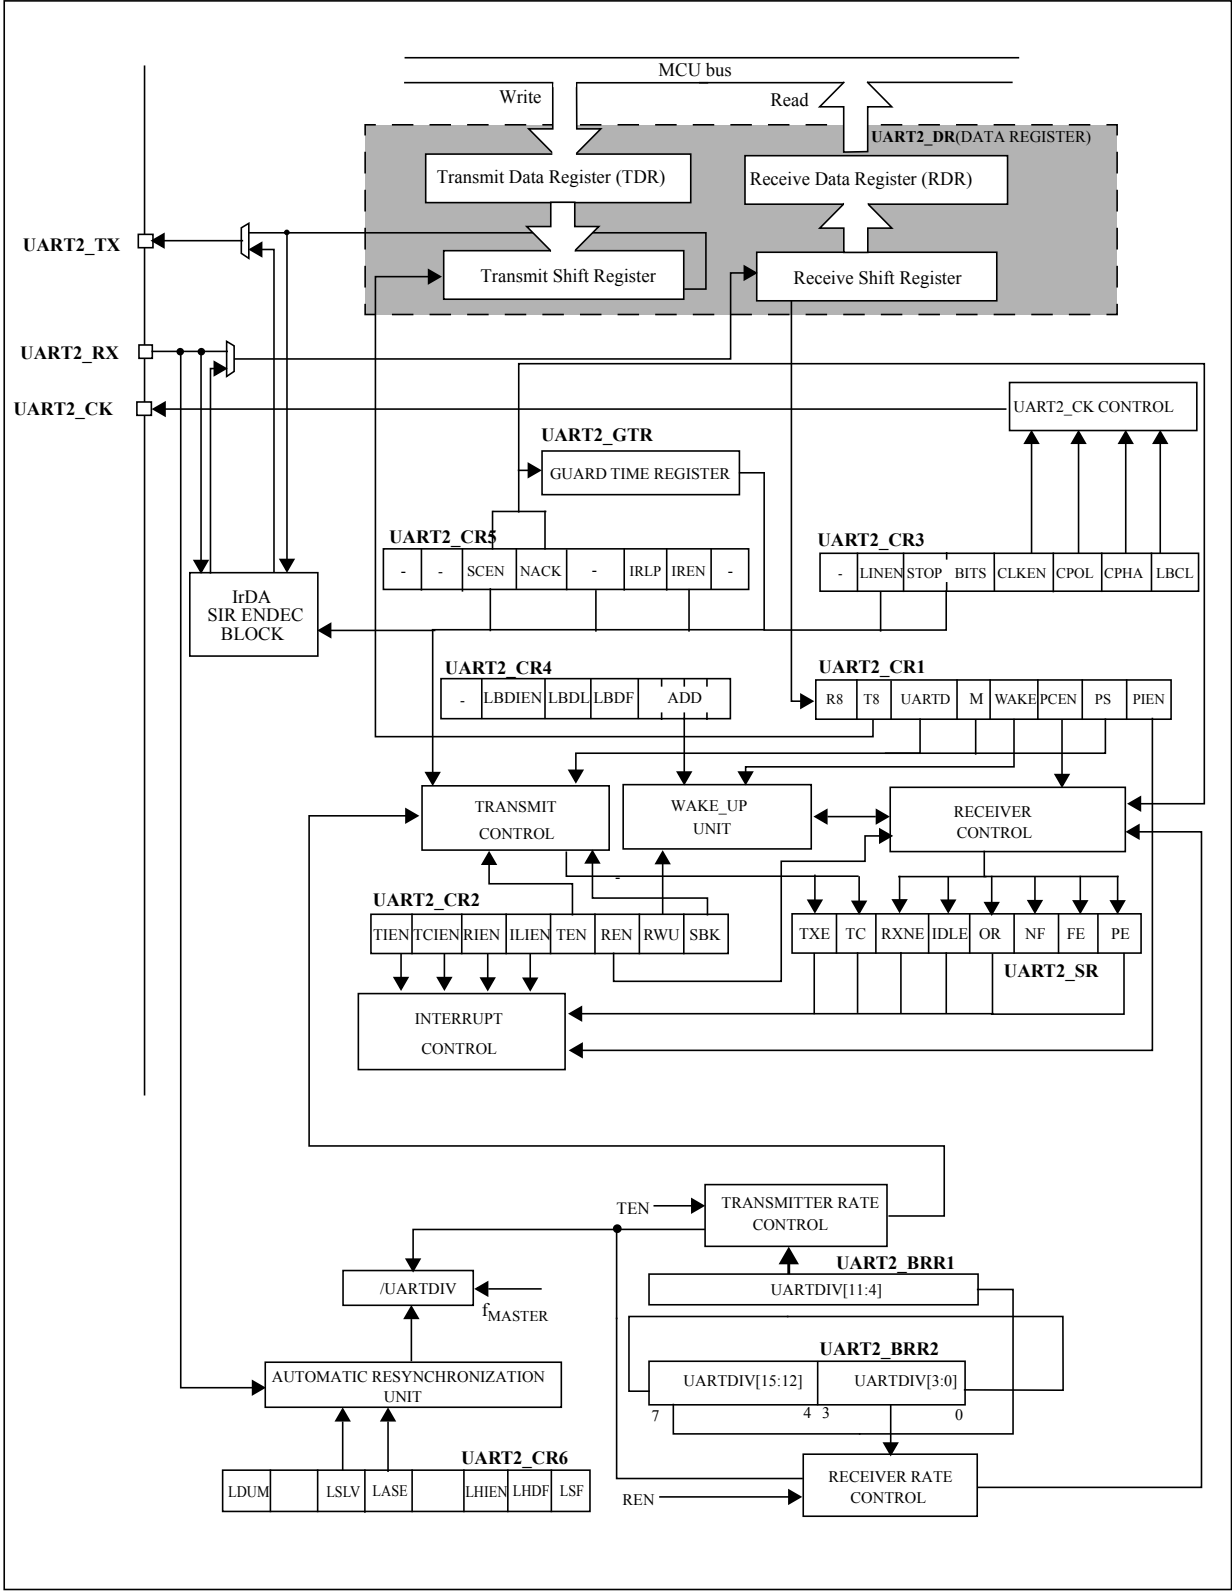 MCU bus
Write
Read
UART2_DR(DATA REGISTER)
Transmit Data Register (TDR)
Receive Data Register (RDR)
UART2_TX
Transmit Shift Register
Receive Shift Register
UART2_RX
UART2_CK
UART2_CK CONTROL
UART2_GTR
GUARD TIME REGISTER
UART2_CR5
- - SCEN NACK - IRLP IREN -
UART2_CR3
- LINEN STOP BITS CLKEN CPOL CPHA LBCL
IrDA
SIR ENDEC
BLOCK
UART2_CR4
- LBDIEN LBDL LBDF ADD
UART2_CR1
R8 T8 UARTD M WAKE PCEN PS PIEN
TRANSMIT
CONTROL
WAKE_UP
UNIT
RECEIVER
CONTROL
-
UART2_CR2
TIEN TCIEN RIEN ILIEN TEN REN RWU SBK
TXE TC RXNE IDLE OR NF FE PE
UART2_SR
INTERRUPT
CONTROL
TEN
TRANSMITTER RATE
CONTROL
UART2_BRR1
UARTDIV[11:4]
/UARTDIV
fMASTER
UART2_BRR2
UARTDIV[15:12] UARTDIV[3:0]
7 4 3 0
AUTOMATIC RESYNCHRONIZATION
UNIT
UART2_CR6
LDUM LSLV LASE LHIEN LHDF LSF
REN
RECEIVER RATE
CONTROL